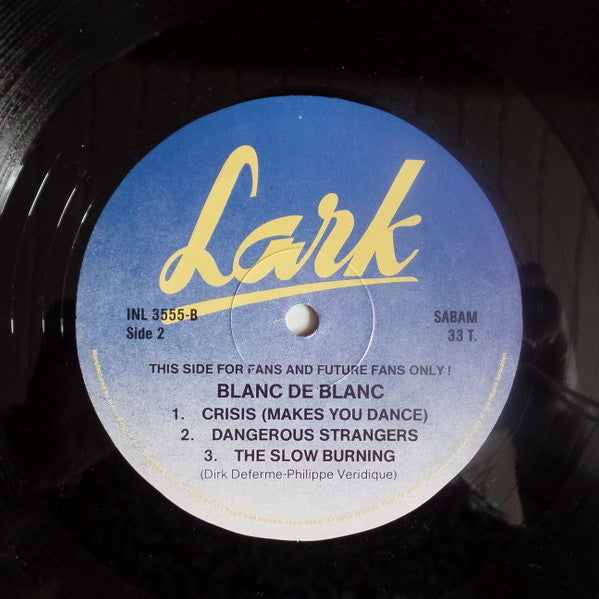 Lark
INL 3555-B
Side 2
SABAM
33 T.
THIS SIDE FOR FANS AND FUTURE FANS ONLY !
BLANC DE BLANC
1. CRISIS (MAKES YOU DANCE)
2. DANGEROUS STRANGERS
3. THE SLOW BURNING
(Dirk Deferme-Philippe Veridique)